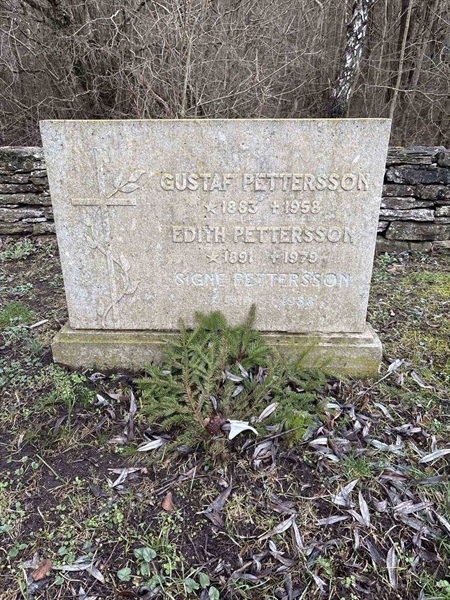 GUSTAF PETTERSSON
*1883 +1958
EDITH PETTERSSON
*1891 +1979
SIGNE PETTERSSON